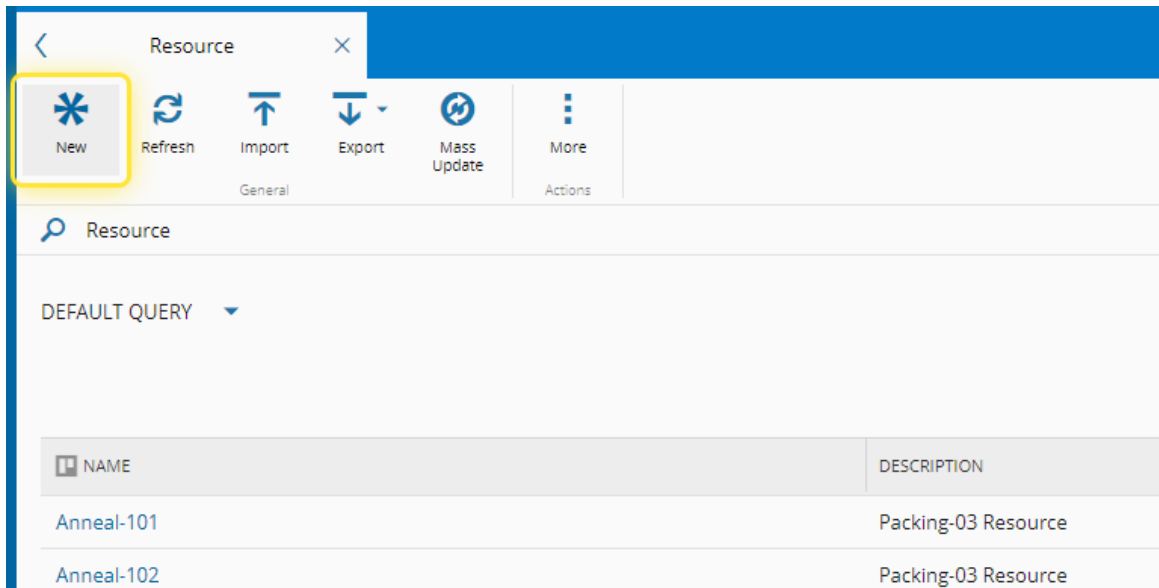 Resource
New
Refresh
Import
Export
Mass
Update
More
General
Actions
Resource
DEFAULT QUERY
NAME DESCRIPTION
Anneal-101 Packing-03 Resource
Anneal-102 Packing-03 Resource